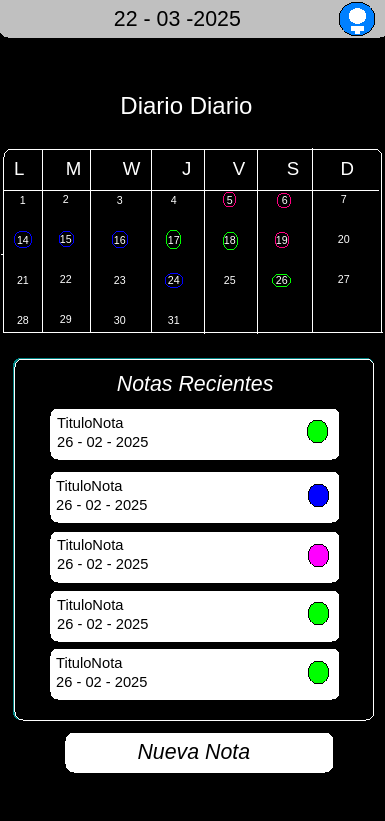 22 - 03 -2025
Diario Diario
L M W J V S D
1 2 3 4 5 6 7
14 15 16 17 18 19 20
21 22 23 24 25 26 27
28 29 30 31
Notas Recientes
TituloNota
26 - 02 - 2025
TituloNota
26 - 02 - 2025
TituloNota
26 - 02 - 2025
TituloNota
26 - 02 - 2025
TituloNota
26 - 02 - 2025
Nueva Nota